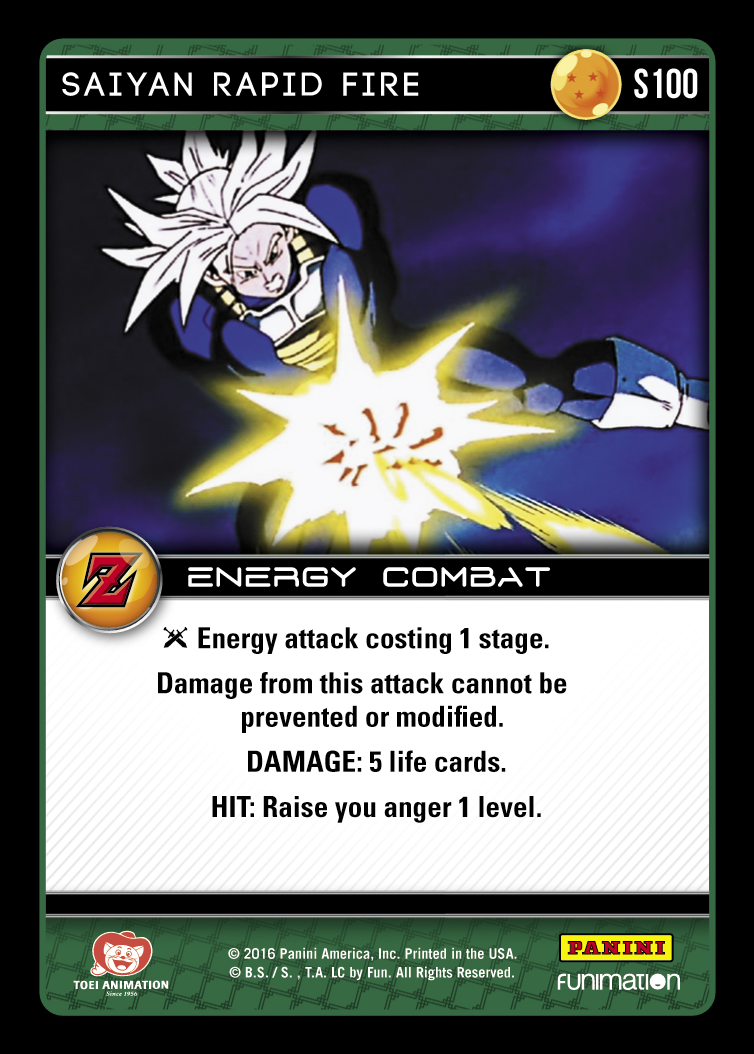 SAIYAN RAPID FIRE S100
Z ENERGY COMBAT
Energy attack costing 1 stage.
Damage from this attack cannot be
prevented or modified.
DAMAGE: 5 life cards.
HIT: Raise you anger 1 level.
TOEI ANIMATION
Since 1956
© 2016 Panini America, Inc. Printed in the USA.
© B.S. / S. , T.A. LC by Fun. All Rights Reserved.
PANINI
FUNIMATION